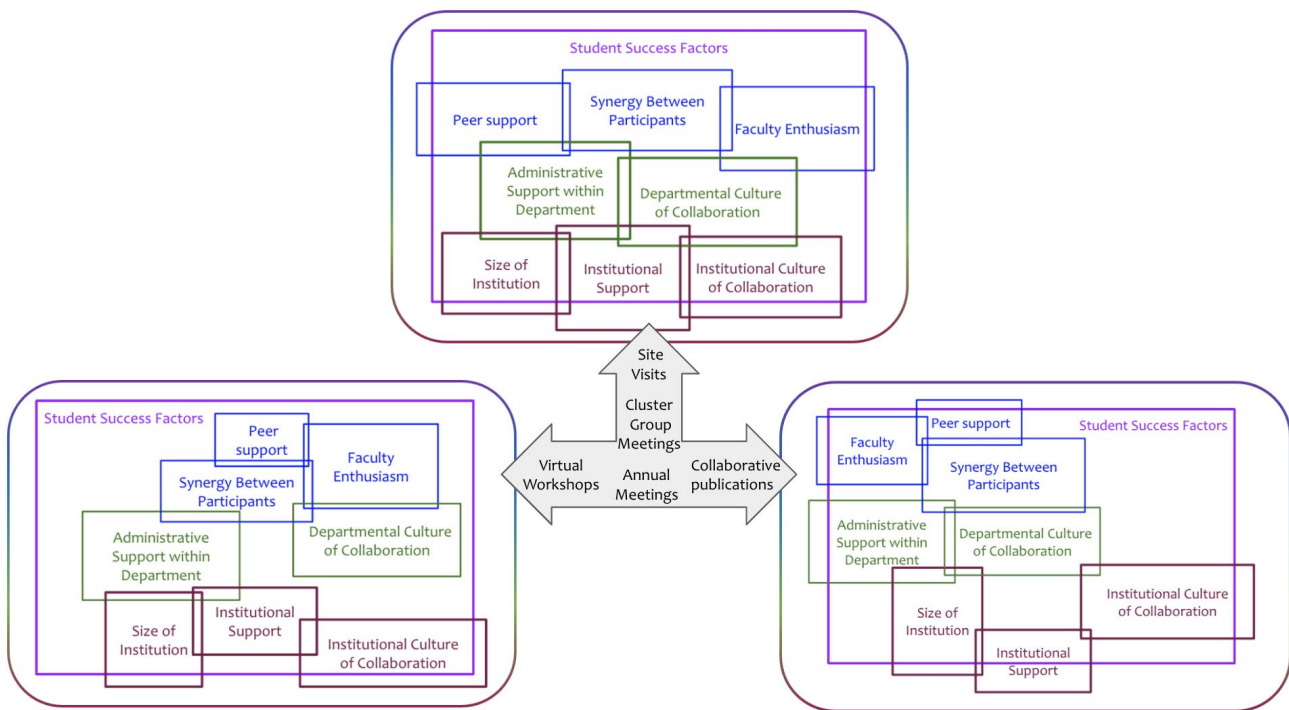 Student Success Factors
Peer support
Synergy Between
Participants
Faculty Enthusiasm
Administrative
Support within
Department
Departmental Culture
of Collaboration
Size of
Institution
Institutional
Support
Institutional Culture
of Collaboration
Site
Visits
Cluster
Group
Meetings
Virtual
Workshops
Annual
Meetings
Collaborative
publications
Student Success Factors
Peer
support
Faculty
Enthusiasm
Synergy Between
Participants
Administrative
Support within
Department
Departmental Culture
of Collaboration
Size of
Institution
Institutional
Support
Institutional Culture
of Collaboration
Peer support
Student Success Factors
Faculty
Enthusiasm
Synergy Between
Participants
Administrative
Support within
Department
Departmental Culture
of Collaboration
Size of
Institution
Institutional Culture
of Collaboration
Institutional
Support